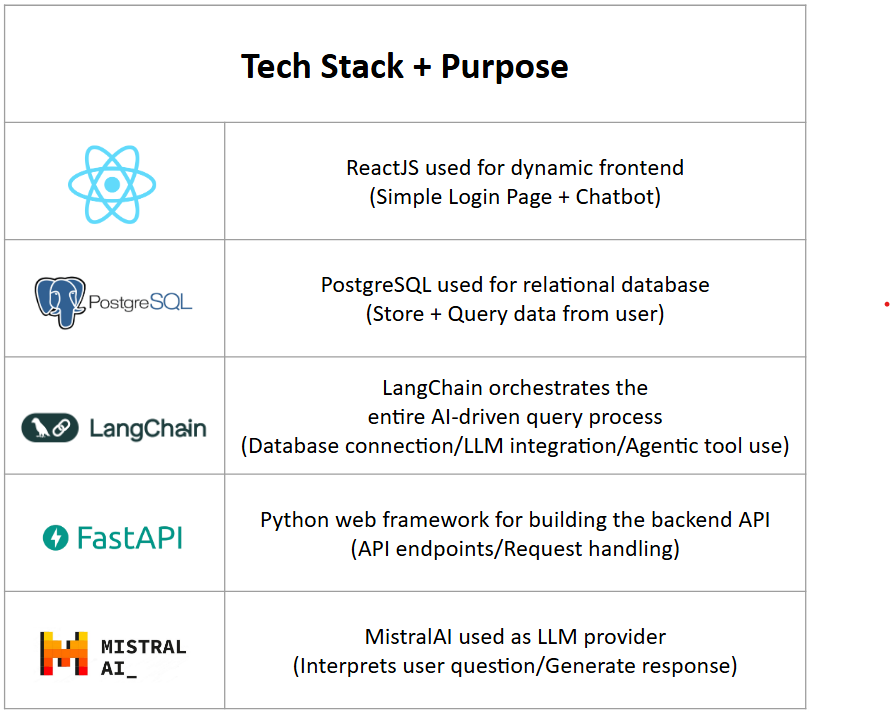 Tech Stack + Purpose
ReactJS used for dynamic frontend
(Simple Login Page + Chatbot)
PostgreSQL
PostgreSQL used for relational database
(Store + Query data from user)
LangChain
LangChain orchestrates the
entire AI-driven query process
(Database connection/LLM integration/Agentic tool use)
FastAPI
Python web framework for building the backend API
(API endpoints/Request handling)
MISTRAL
AI_
MistralAI used as LLM provider
(Interprets user question/Generate response)